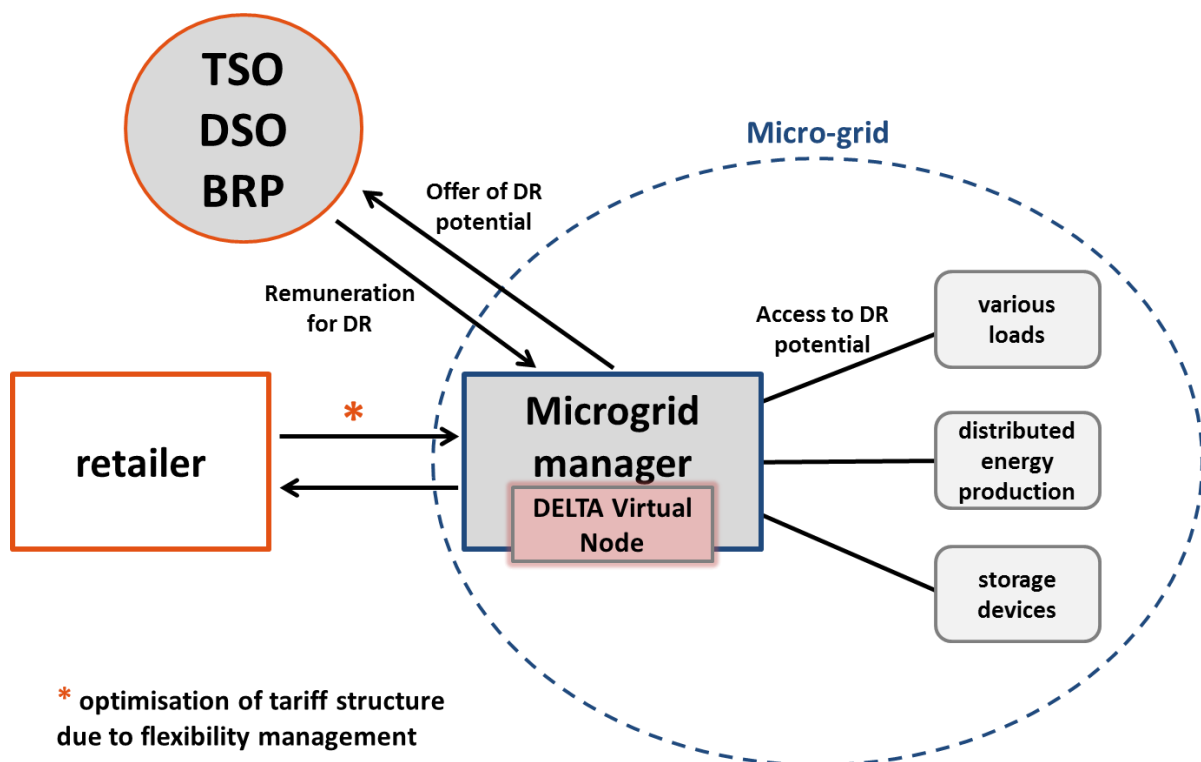 TSO
DSO
BRP
Micro-grid
Offer of DR
potential
Remuneration
for DR
Access to DR
potential
various
loads
retailer
*
Microgrid
manager
DELTA Virtual
Node
distributed
energy
production
storage
devices
* optimisation of tariff structure
due to flexibility management